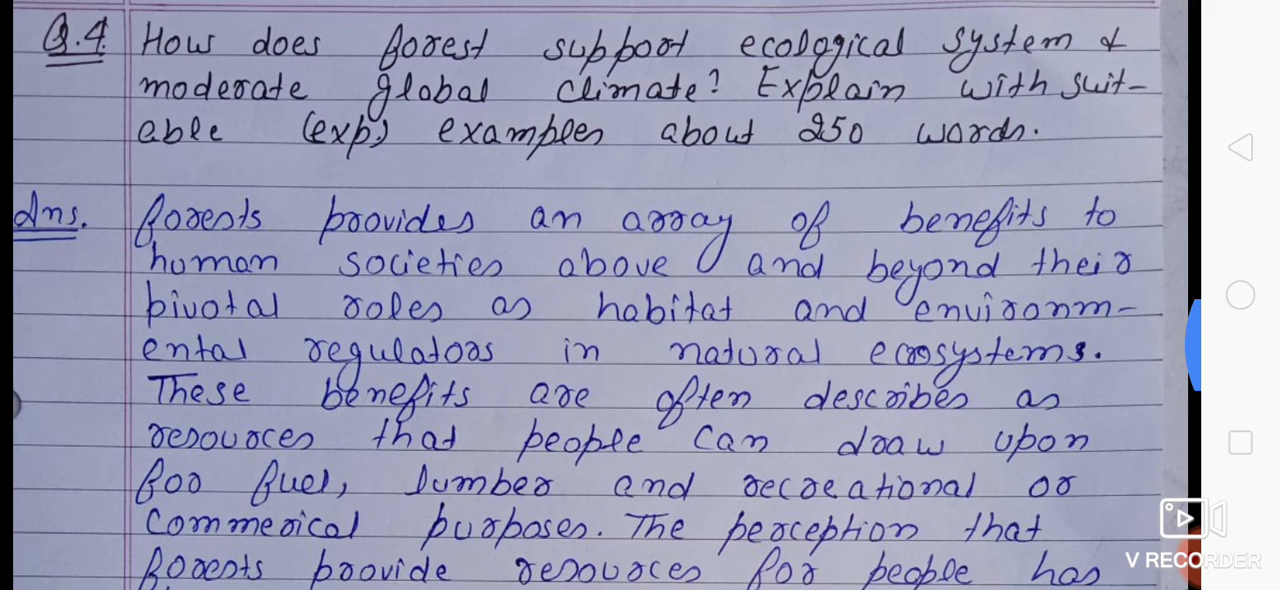 Q.4 How does forest support ecological system &
moderate global climate? Explain with suit-
able (exp.) examples about 250 words.
Ans. Forests provides an array of benefits to
human societies above and beyond their
pivotal roles as habitat and environm-
ental regulators in natural ecosystems.
These benefits are often describes as
resources that people can draw upon
for fuel, lumber and recreational or
commerical purposes. The perception that
forests provide resources for people has
V RECORDER